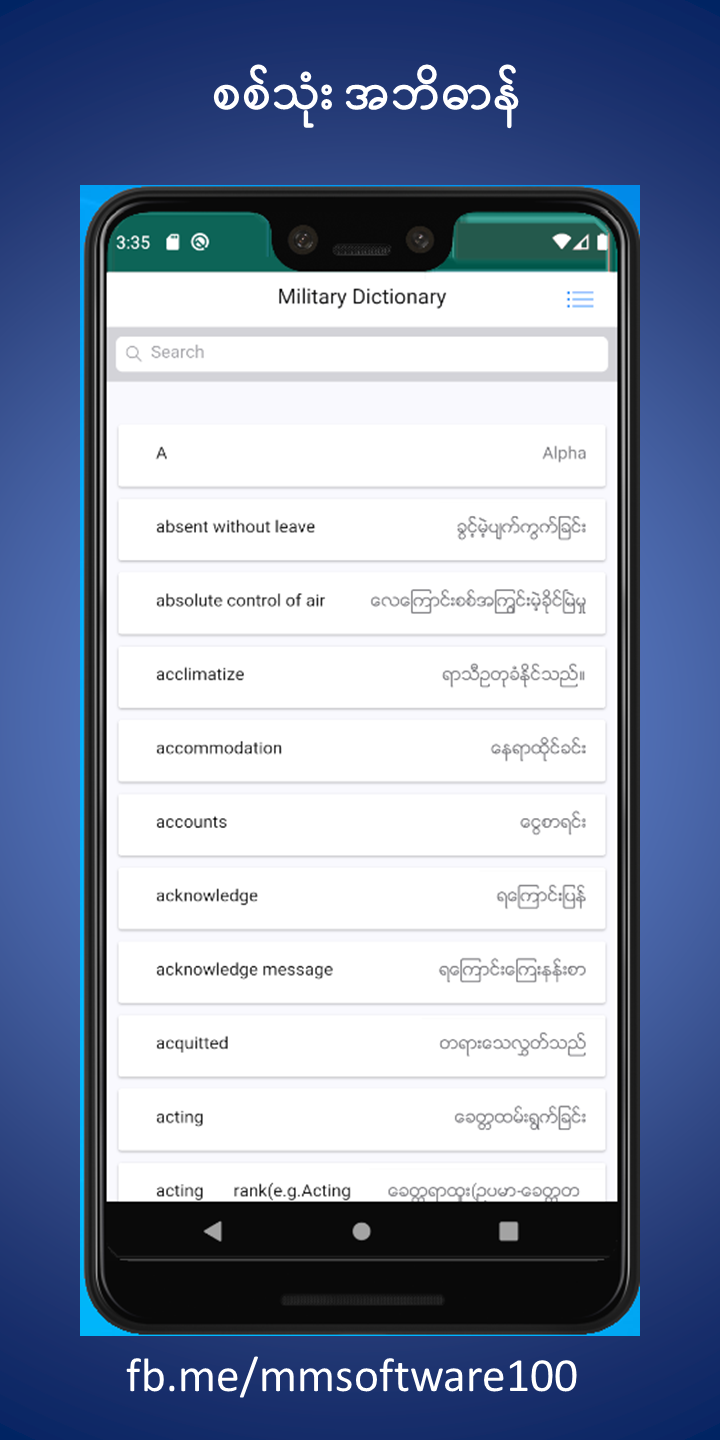 စစ်သုံး အဘိဓာန်
3:35
Military Dictionary
Search
A Alpha
absent without leave ခွင့်မဲ့ပျက်ကွက်ခြင်း
absolute control of air လေကြောင်းစစ်အကြွင်းမဲ့ခိုင်မြဲမှု
acclimatize ရာသီဥတုခံနိုင်သည်။
accommodation နေရာထိုင်ခင်း
accounts ငွေစာရင်း
acknowledge ရကြောင်းပြန်
acknowledge message ရကြောင်းကြေးနန်းစာ
acquitted တရားသေလွှတ်သည်
acting ခေတ္တထမ်းရွက်ခြင်း
acting rank(e.g.Acting ခေတ္တရာထူး(ဥပမာ-ခေတ္တတ
fb.me/mmsoftware100